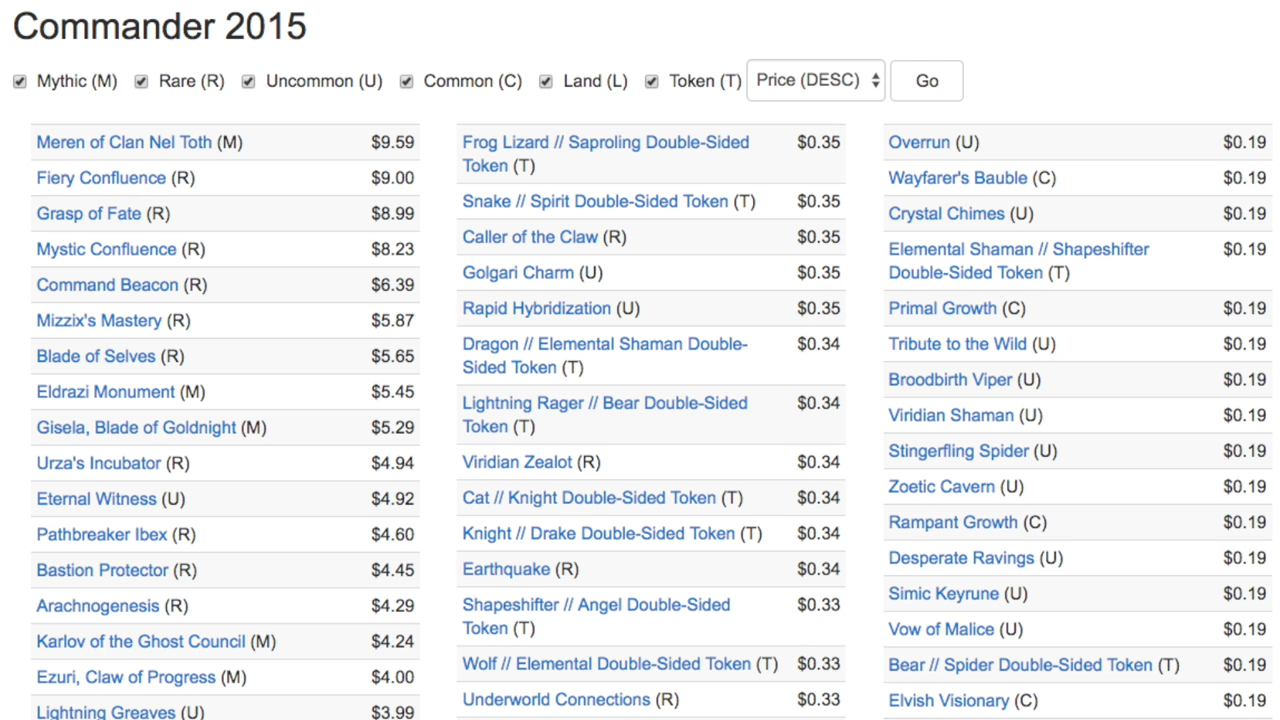 Commander 2015
Mythic (M) Rare (R) Uncommon (U) Common (C) Land (L) Token (T) Price (DESC) Go
Meren of Clan Nel Toth (M) $9.59
Fiery Confluence (R) $9.00
Grasp of Fate (R) $8.99
Mystic Confluence (R) $8.23
Command Beacon (R) $6.39
Mizzix's Mastery (R) $5.87
Blade of Selves (R) $5.65
Eldrazi Monument (M) $5.45
Gisela, Blade of Goldnight (M) $5.29
Urza's Incubator (R) $4.94
Eternal Witness (U) $4.92
Pathbreaker Ibex (R) $4.60
Bastion Protector (R) $4.45
Arachnogenesis (R) $4.29
Karlov of the Ghost Council (M) $4.24
Ezuri, Claw of Progress (M) $4.00
Lightning Greaves (U) $3.99
Frog Lizard // Saproling Double-Sided $0.35
Token (T)
Snake // Spirit Double-Sided Token (T) $0.35
Caller of the Claw (R) $0.35
Golgari Charm (U) $0.35
Rapid Hybridization (U) $0.35
Dragon // Elemental Shaman Double- $0.34
Sided Token (T)
Lightning Rager // Bear Double-Sided $0.34
Token (T)
Viridian Zealot (R) $0.34
Cat // Knight Double-Sided Token (T) $0.34
Knight // Drake Double-Sided Token (T) $0.34
Earthquake (R) $0.34
Shapeshifter // Angel Double-Sided $0.33
Token (T)
Wolf // Elemental Double-Sided Token (T) $0.33
Underworld Connections (R) $0.33
Overrun (U) $0.19
Wayfarer's Bauble (C) $0.19
Crystal Chimes (U) $0.19
Elemental Shaman // Shapeshifter $0.19
Double-Sided Token (T)
Primal Growth (C) $0.19
Tribute to the Wild (U) $0.19
Broodbirth Viper (U) $0.19
Viridian Shaman (U) $0.19
Stingerfling Spider (U) $0.19
Zoetic Cavern (U) $0.19
Rampant Growth (C) $0.19
Desperate Ravings (U) $0.19
Simic Keyrune (U) $0.19
Vow of Malice (U) $0.19
Bear // Spider Double-Sided Token (T) $0.19
Elvish Visionary (C) $0.19